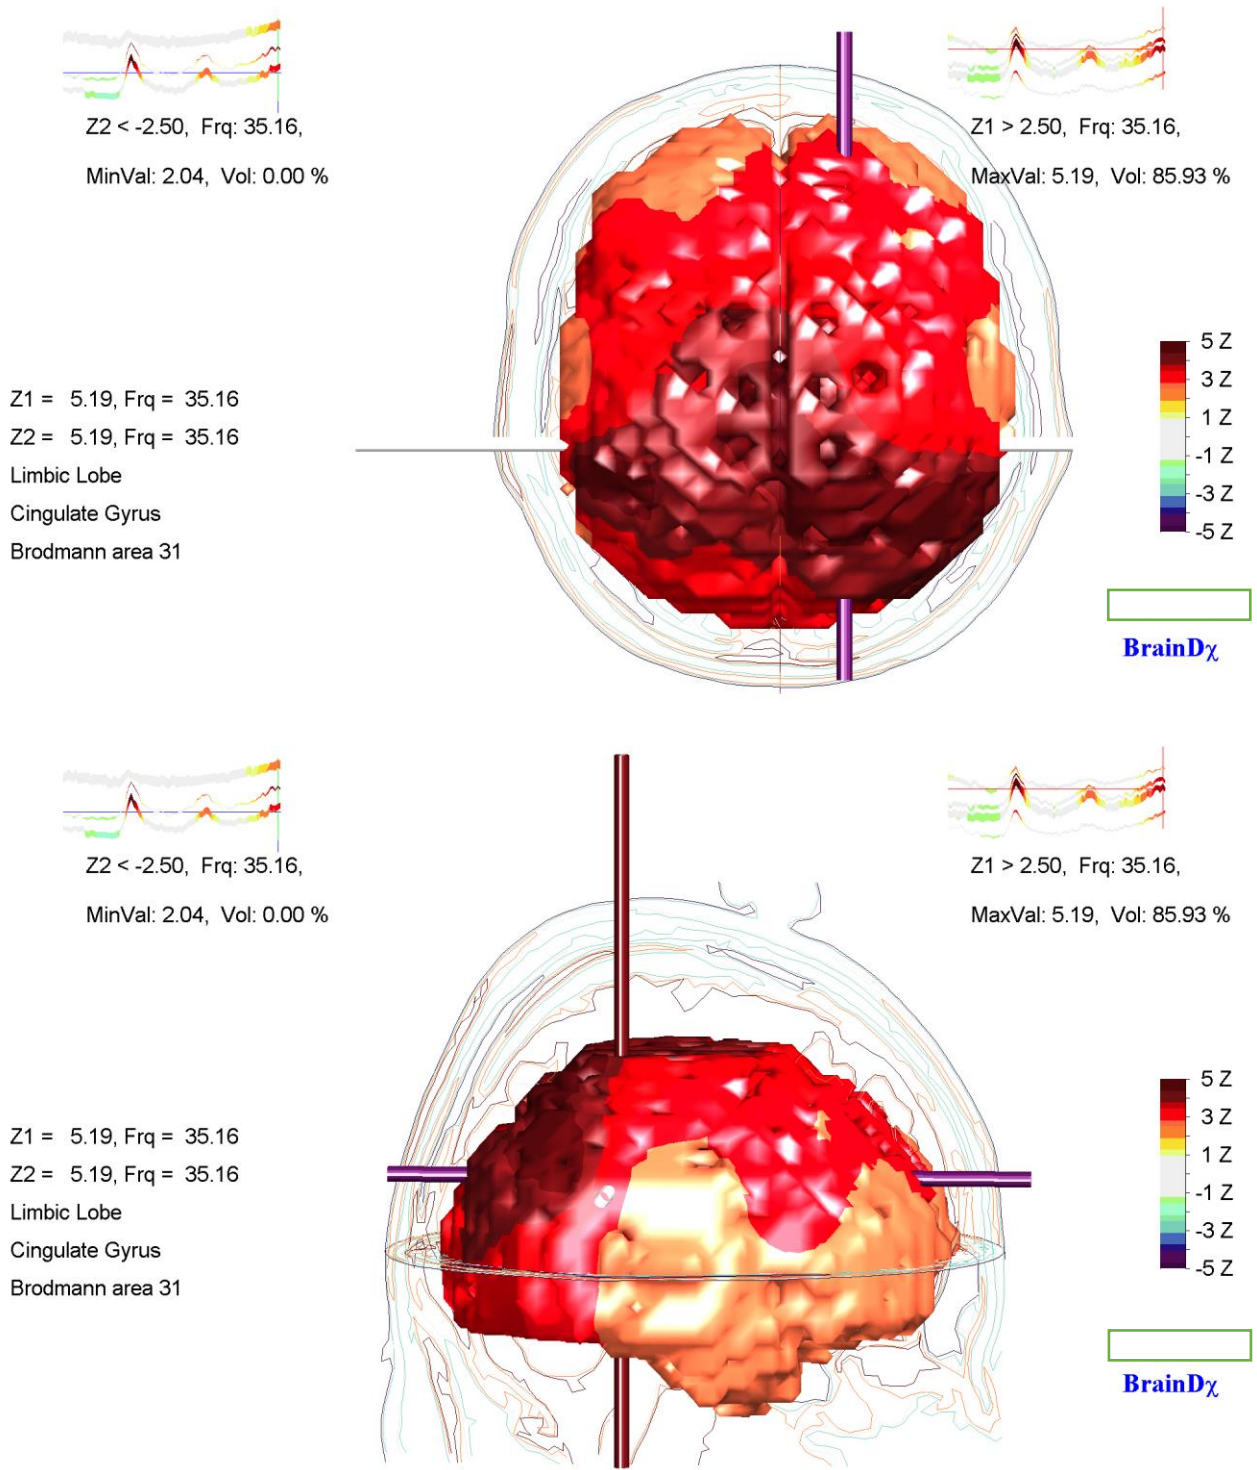 Z2 < -2.50, Frq: 35.16,
MinVal: 2.04, Vol: 0.00 %
Z1 > 2.50, Frq: 35.16,
MaxVal: 5.19, Vol: 85.93 %
Z1 = 5.19, Frq = 35.16
Z2 = 5.19, Frq = 35.16
Limbic Lobe
Cingulate Gyrus
Brodmann area 31
5 Z
3 Z
1 Z
-1 Z
-3 Z
-5 Z
BrainDχ
Z2 < -2.50, Frq: 35.16,
MinVal: 2.04, Vol: 0.00 %
Z1 > 2.50, Frq: 35.16,
MaxVal: 5.19, Vol: 85.93 %
Z1 = 5.19, Frq = 35.16
Z2 = 5.19, Frq = 35.16
Limbic Lobe
Cingulate Gyrus
Brodmann area 31
5 Z
3 Z
1 Z
-1 Z
-3 Z
-5 Z
BrainDχ